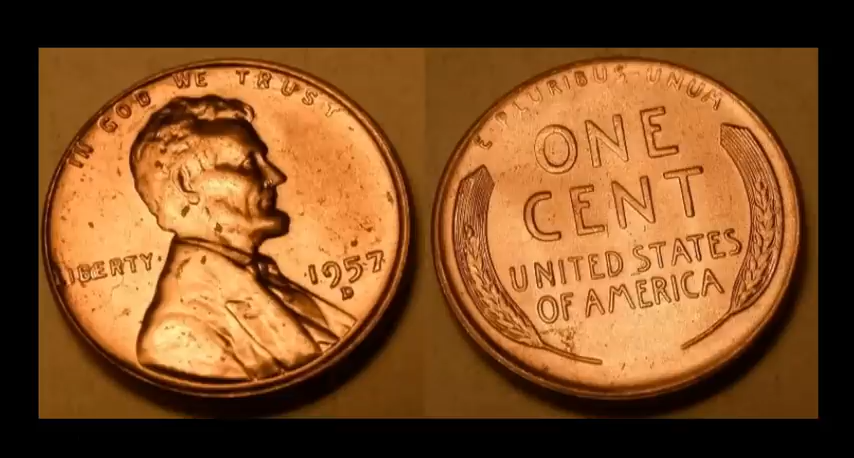 IN GOD WE TRUST
LIBERTY
1957
D
E PLURIBUS UNUM
ONE
CENT
UNITED STATES
OF AMERICA